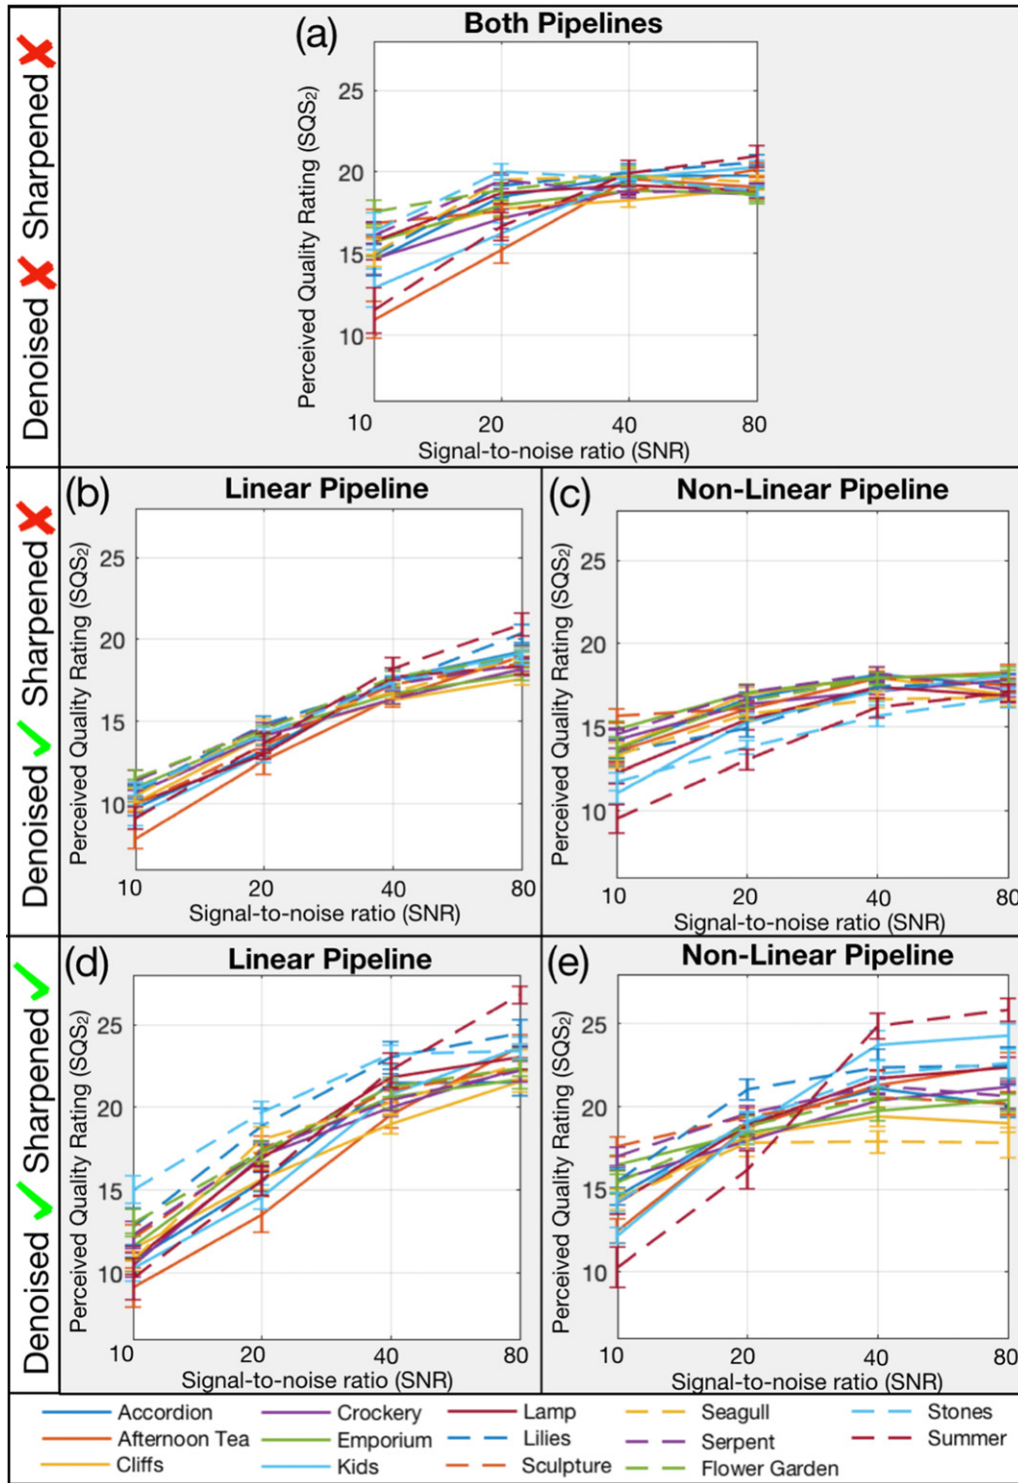 Denoised ✗ Sharpened ✗
(a)
Both Pipelines
Perceived Quality Rating (SQS₂)
25
20
15
10
10 20 40 80
Signal-to-noise ratio (SNR)
Denoised ✓ Sharpened ✗
(b)
Linear Pipeline
Perceived Quality Rating (SQS₂)
25
20
15
10
10 20 40 80
Signal-to-noise ratio (SNR)
(c)
Non-Linear Pipeline
Perceived Quality Rating (SQS₂)
25
20
15
10
10 20 40 80
Signal-to-noise ratio (SNR)
Denoised ✓ Sharpened ✓
(d)
Linear Pipeline
Perceived Quality Rating (SQS₂)
25
20
15
10
10 20 40 80
Signal-to-noise ratio (SNR)
(e)
Non-Linear Pipeline
Perceived Quality Rating (SQS₂)
25
20
15
10
10 20 40 80
Signal-to-noise ratio (SNR)
Accordion Crockery Lamp Seagull Stones
Afternoon Tea Emporium Lilies Serpent Summer
Cliffs Kids Sculpture Flower Garden